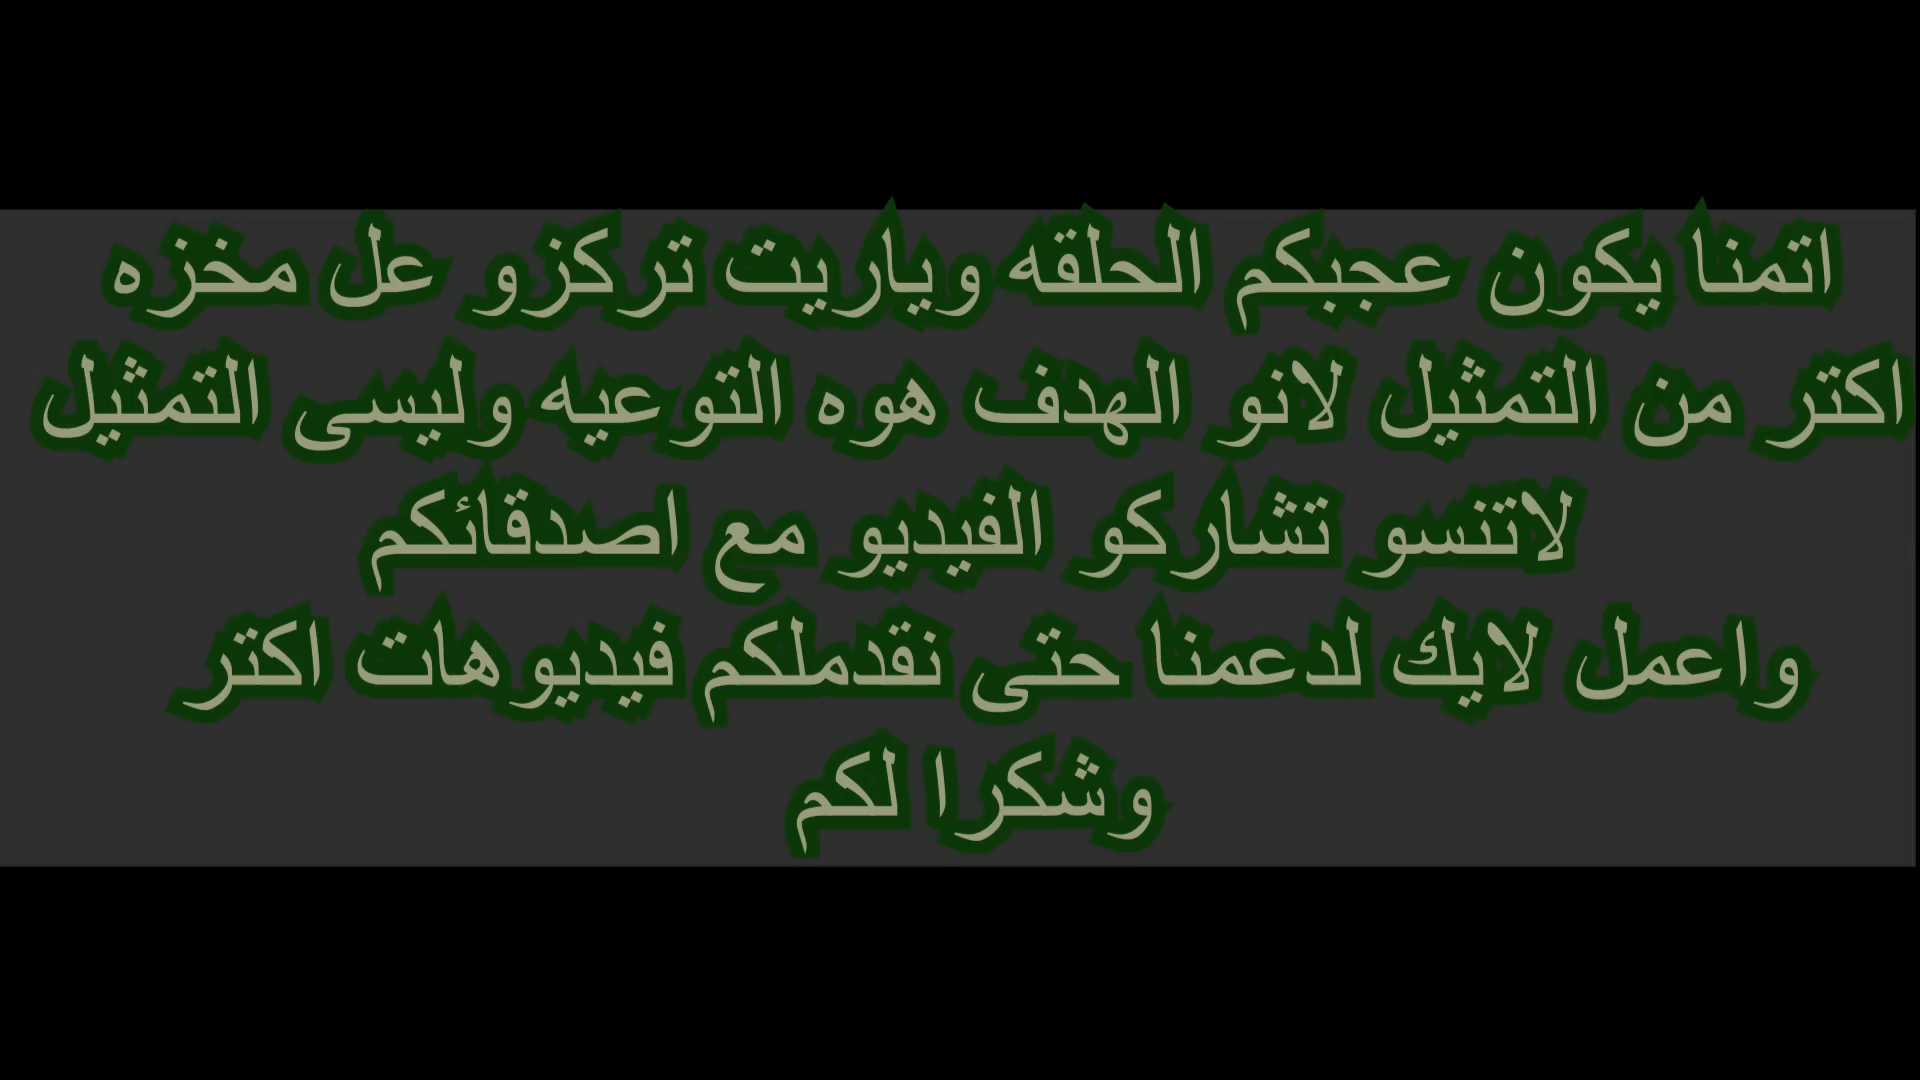 اتمنا يكون عجبكم الحلقه وياريت تركزو عل مخزه
اكتر من التمثيل لانو الهدف هوه التوعيه وليسى التمثيل
لاتنسو تشاركو الفيديو مع اصدقائكم
واعمل لايك لدعمنا حتى نقدملكم فيديوهات اكتر
وشكرا لكم